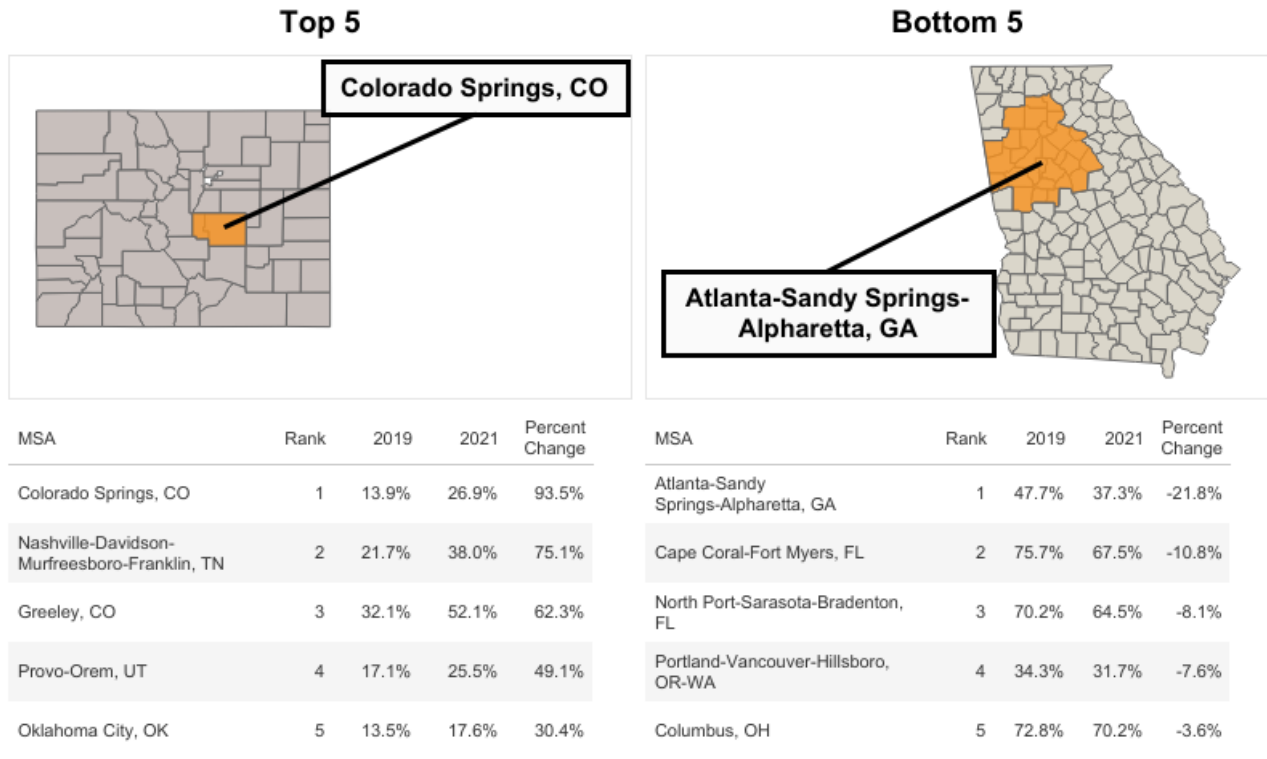 Top 5
Bottom 5
Colorado Springs, CO
Atlanta-Sandy Springs-
Alpharetta, GA
MSA Rank 2019 2021 Percent
Change
Colorado Springs, CO 1 13.9% 26.9% 93.5%
Nashville-Davidson-
Murfreesboro-Franklin, TN 2 21.7% 38.0% 75.1%
Greeley, CO 3 32.1% 52.1% 62.3%
Provo-Orem, UT 4 17.1% 25.5% 49.1%
Oklahoma City, OK 5 13.5% 17.6% 30.4%
MSA Rank 2019 2021 Percent
Change
Atlanta-Sandy
Springs-Alpharetta, GA 1 47.7% 37.3% -21.8%
Cape Coral-Fort Myers, FL 2 75.7% 67.5% -10.8%
North Port-Sarasota-Bradenton,
FL 3 70.2% 64.5% -8.1%
Portland-Vancouver-Hillsboro,
OR-WA 4 34.3% 31.7% -7.6%
Columbus, OH 5 72.8% 70.2% -3.6%